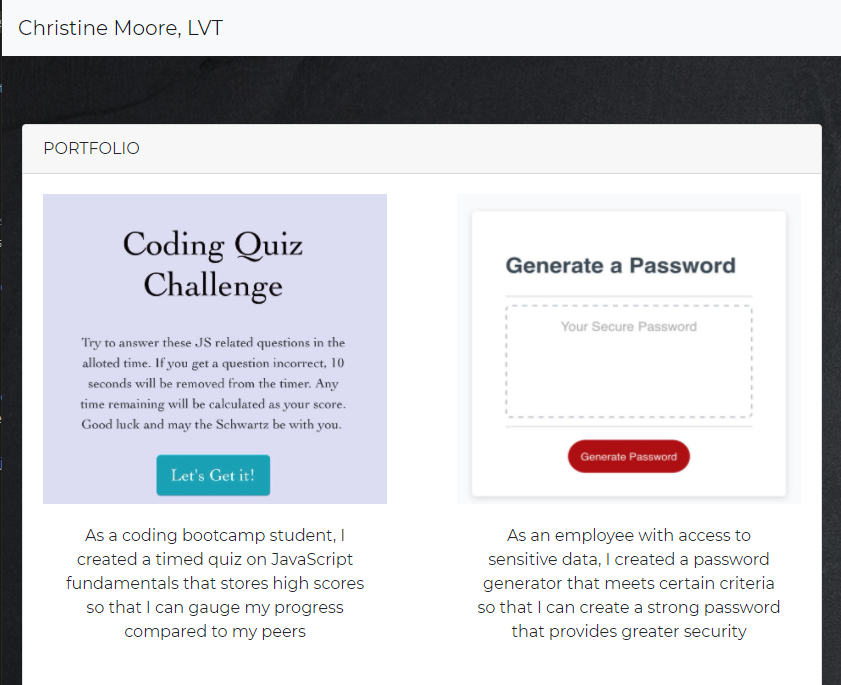 Christine Moore, LVT
PORTFOLIO
Coding Quiz
Challenge
Try to answer these JS related questions in the
alloted time. If you get a question incorrect, 10
seconds will be removed from the timer. Any
time remaining will be calculated as your score.
Good luck and may the Schwartz be with you.
Let's Get it!
As a coding bootcamp student, I
created a timed quiz on JavaScript
fundamentals that stores high scores
so that I can gauge my progress
compared to my peers
Generate a Password
Your Secure Password
Generate Password
As an employee with access to
sensitive data, I created a password
generator that meets certain criteria
so that I can create a strong password
that provides greater security